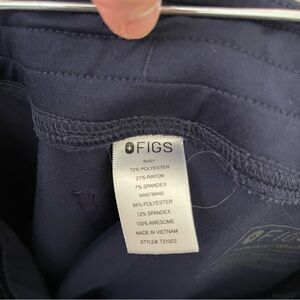 FIGS
BODY
72% POLYESTER
21% RAYON
7% SPANDEX
WAISTBAND
88% POLYESTER
12% SPANDEX
100% AWESOME
MADE IN VIETNAM
STYLE# T21003
FIGS